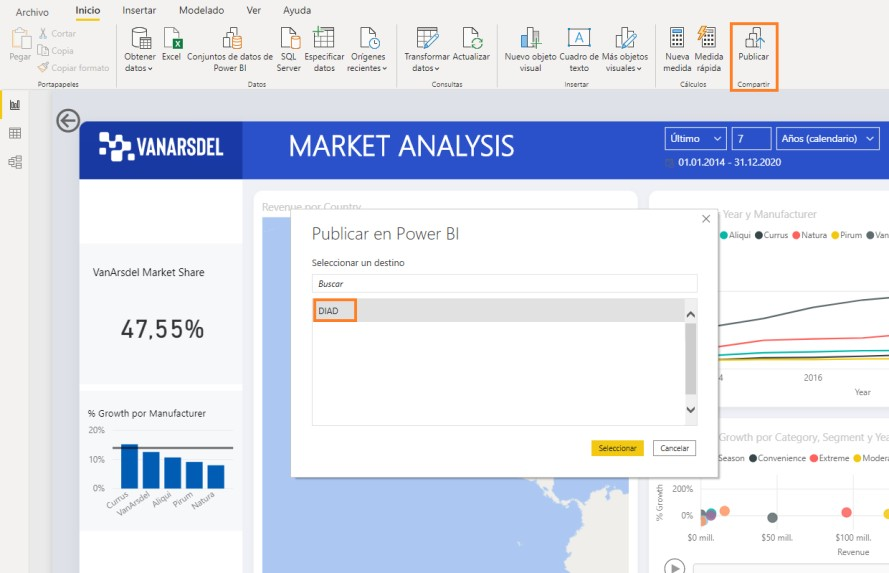 Archivo Inicio Insertar Modelado Ver Ayuda
Pegar
Cortar
Copia
Copiar formato
Portapapeles
Obtener datos
Excel
Conjuntos de datos de Power BI
SQL Server
Especificar datos
Orígenes recientes
Datos
Transformar datos
Actualizar
Consultas
Nuevo objeto visual
Cuadro de texto
Más objetos visuales
Insertar
Nueva medida
Medida rápida
Cálculos
Publicar
Compartir
VANARSDEL
MARKET ANALYSIS
Último 7 Años (calendario)
01.01.2014 - 31.12.2020
Revenue por Country
VanArsdel Market Share
47,55%
% Growth por Manufacturer
20%
10%
0%
Currus VanArsdel Aliqui Pirum Natura
Publicar en Power BI
Seleccionar un destino
Buscar
DIAD
Seleccionar Cancelar
Year y Manufacturer
Aliqui Currus Natura Pirum Van
4 2016
Year
Growth por Category, Segment y Yea
Season Convenience Extreme Modera
% Growth
200%
0%
$0 mill. $50 mill. $100 mill.
Revenue